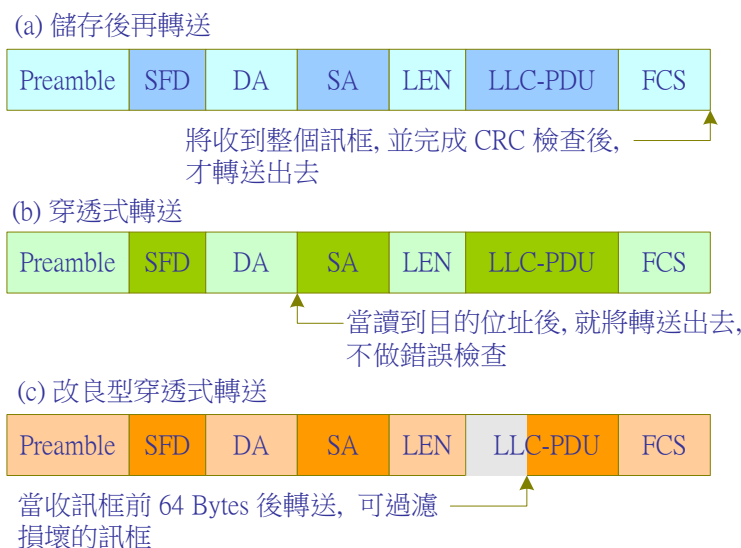 (a) 儲存後再轉送
Preamble SFD DA SA LEN LLC-PDU FCS
將收到整個訊框, 並完成 CRC 檢查後,
才轉送出去
(b) 穿透式轉送
Preamble SFD DA SA LEN LLC-PDU FCS
當讀到目的位址後, 就將轉送出去,
不做錯誤檢查
(c) 改良型穿透式轉送
Preamble SFD DA SA LEN LLC-PDU FCS
當收訊框前 64 Bytes 後轉送, 可過濾
損壞的訊框